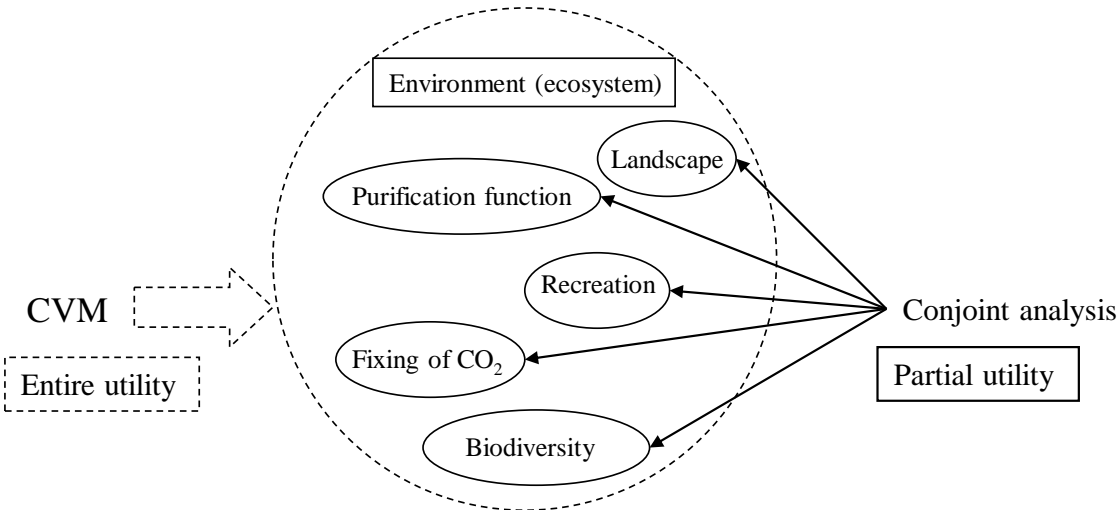 Environment (ecosystem)
Landscape
Purification function
Recreation
CVM
Conjoint analysis
Fixing of CO₂
Entire utility
Partial utility
Biodiversity